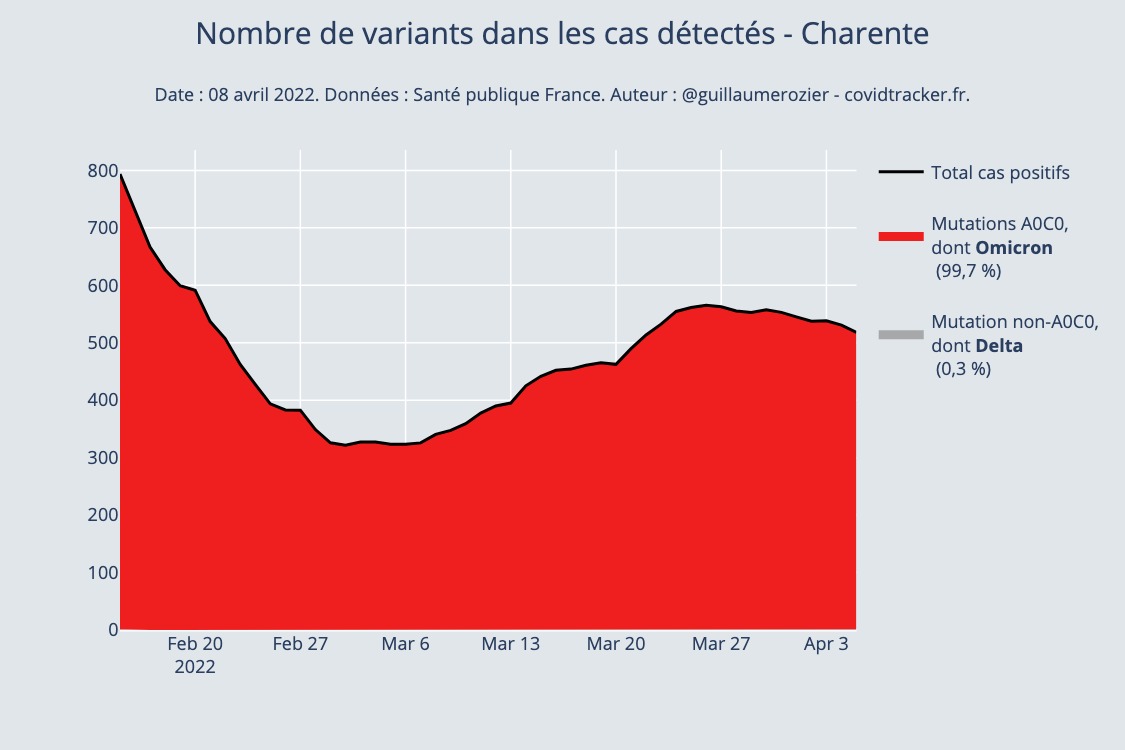 Nombre de variants dans les cas détectés - Charente
Date : 08 avril 2022. Données : Santé publique France. Auteur : @guillaumerozier - covidtracker.fr.
800
700
600
500
400
300
200
100
0
Feb 20
2022
Feb 27
Mar 6
Mar 13
Mar 20
Mar 27
Apr 3
Total cas positifs
Mutations A0C0,
dont Omicron
(99,7 %)
Mutation non-A0C0,
dont Delta
(0,3 %)